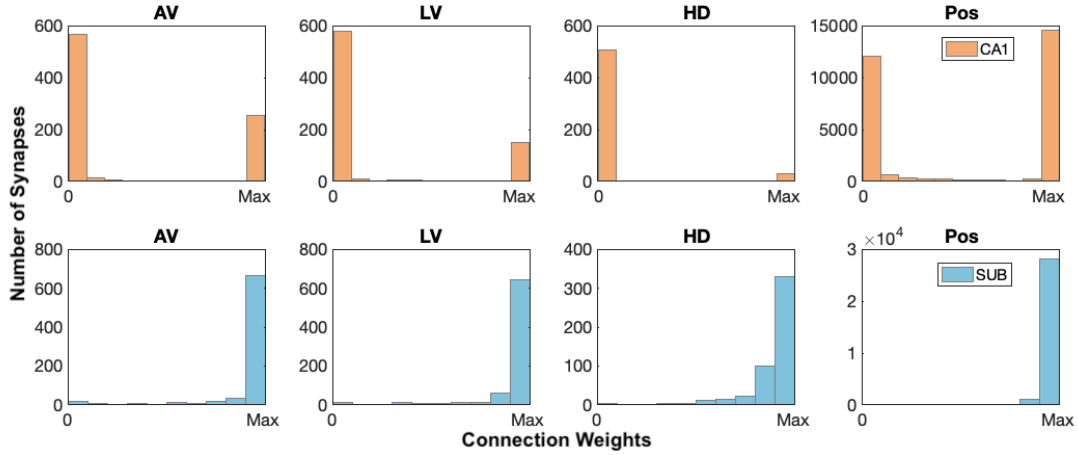 AV LV HD Pos
600 600 600 15000
CA1
400 400 400 10000
200 200 200 5000
0 0 0 0
0 Max 0 Max 0 Max 0 Max
Number of Synapses
AV LV HD Pos
800 800 400 3 ×10^4
SUB
600 600 300 2
400 400 200
200 200 100 1
0 0 0 0
0 Max 0 Max 0 Max 0 Max
Connection Weights